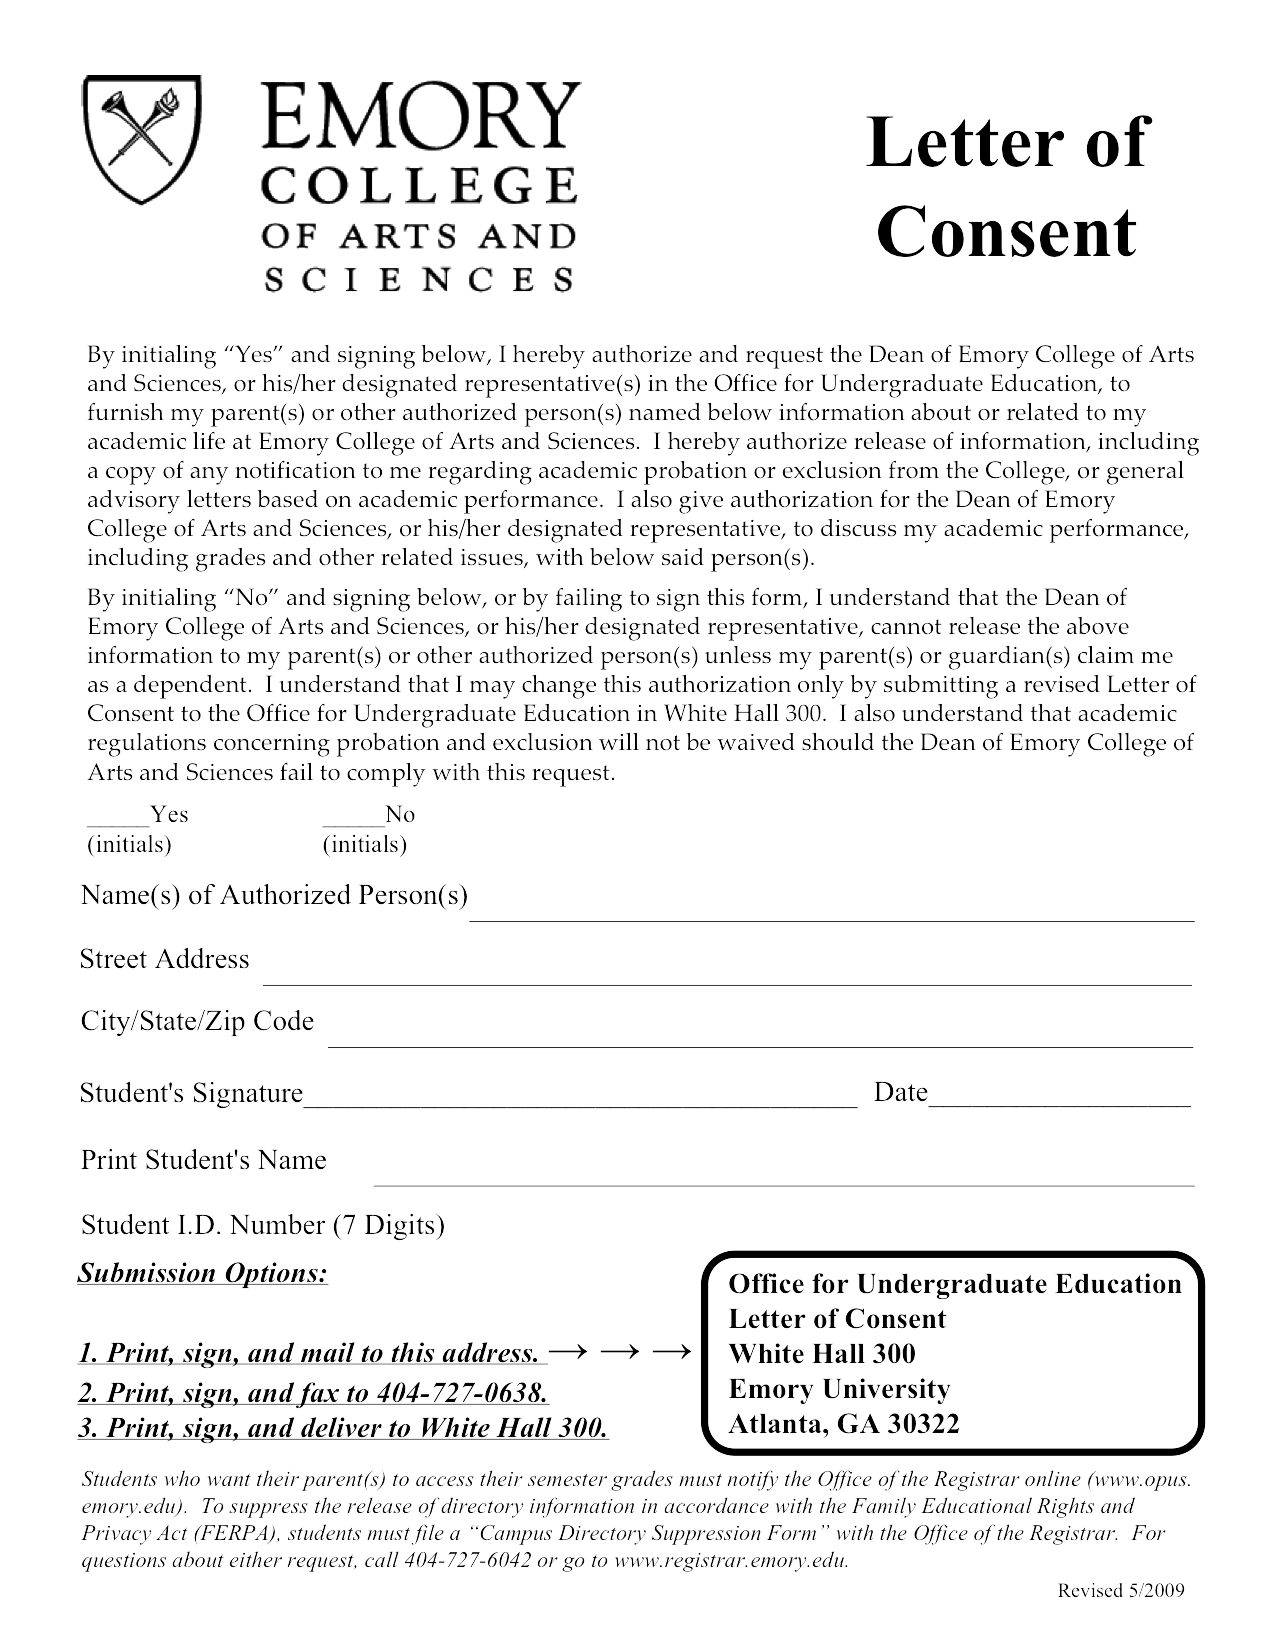 EMORY
COLLEGE
OF ARTS AND
SCIENCES
Letter of
Consent
By initialing “Yes” and signing below, I hereby authorize and request the Dean of Emory College of Arts
and Sciences, or his/her designated representative(s) in the Office for Undergraduate Education, to
furnish my parent(s) or other authorized person(s) named below information about or related to my
academic life at Emory College of Arts and Sciences.  I hereby authorize release of information, including
a copy of any notification to me regarding academic probation or exclusion from the College, or general
advisory letters based on academic performance.  I also give authorization for the Dean of Emory
College of Arts and Sciences, or his/her designated representative, to discuss my academic performance,
including grades and other related issues, with below said person(s).
By initialing “No” and signing below, or by failing to sign this form, I understand that the Dean of
Emory College of Arts and Sciences, or his/her designated representative, cannot release the above
information to my parent(s) or other authorized person(s) unless my parent(s) or guardian(s) claim me
as a dependent.  I understand that I may change this authorization only by submitting a revised Letter of
Consent to the Office for Undergraduate Education in White Hall 300.  I also understand that academic
regulations concerning probation and exclusion will not be waived should the Dean of Emory College of
Arts and Sciences fail to comply with this request.
_____Yes _____No
(initials) (initials)
Name(s) of Authorized Person(s)
Street Address
City/State/Zip Code
Student's Signature Date
Print Student's Name
Student I.D. Number (7 Digits)
Submission Options:
1. Print, sign, and mail to this address. → → →
2. Print, sign, and fax to 404-727-0638.
3. Print, sign, and deliver to White Hall 300.
Office for Undergraduate Education
Letter of Consent
White Hall 300
Emory University
Atlanta, GA 30322
Students who want their parent(s) to access their semester grades must notify the Office of the Registrar online (www.opus.
emory.edu).  To suppress the release of directory information in accordance with the Family Educational Rights and
Privacy Act (FERPA), students must file a “Campus Directory Suppression Form” with the Office of the Registrar.  For
questions about either request, call 404-727-6042 or go to www.registrar.emory.edu.
Revised 5/2009